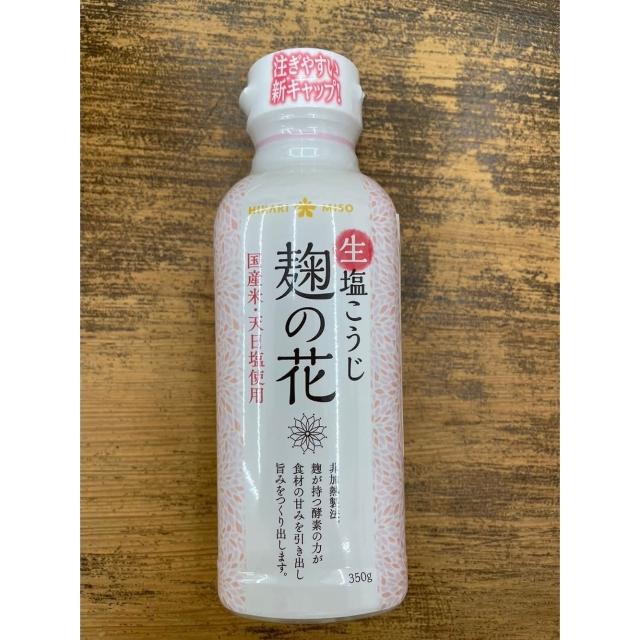 注ぎやすい
新キャップ!
HIKARI MISO
生塩こうじ
麹の花
国産米・天日塩使用
非加熱製法。
麹が持つ酵素の力が
食材の甘みを引き出し
旨みをつくり出します。
350g